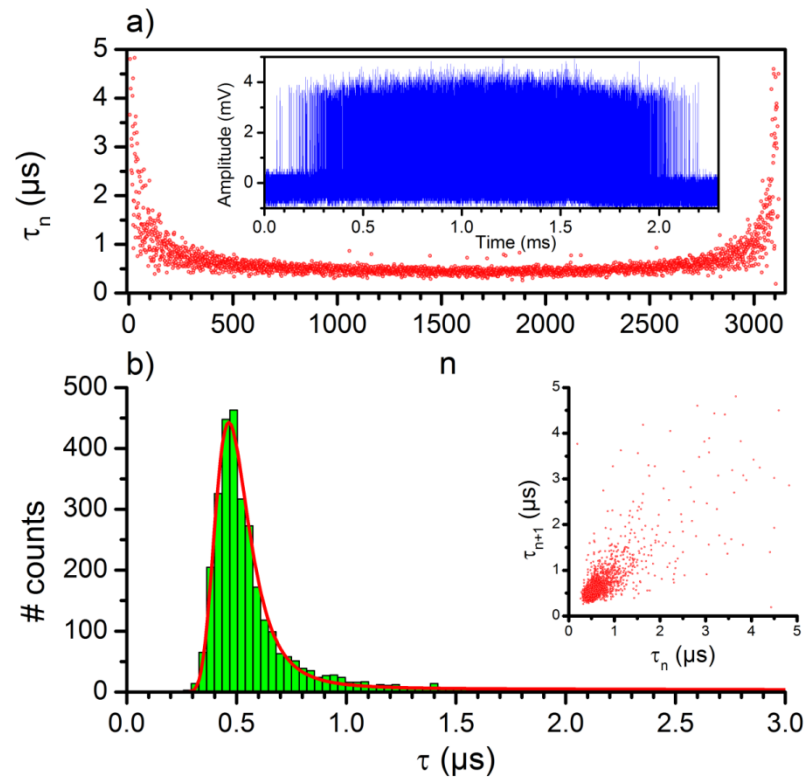 a)
5
4
3
2
1
0
τn (μs)
0 500 1000 1500 2000 2500 3000
n
4
2
0
Amplitude (mV)
0.0 0.5 1.0 1.5 2.0
Time (ms)
b)
500
400
300
200
100
0
# counts
0.0 0.5 1.0 1.5 2.0 2.5 3.0
τ (μs)
5
4
3
2
1
0
τn+1 (μs)
0 1 2 3 4 5
τn (μs)